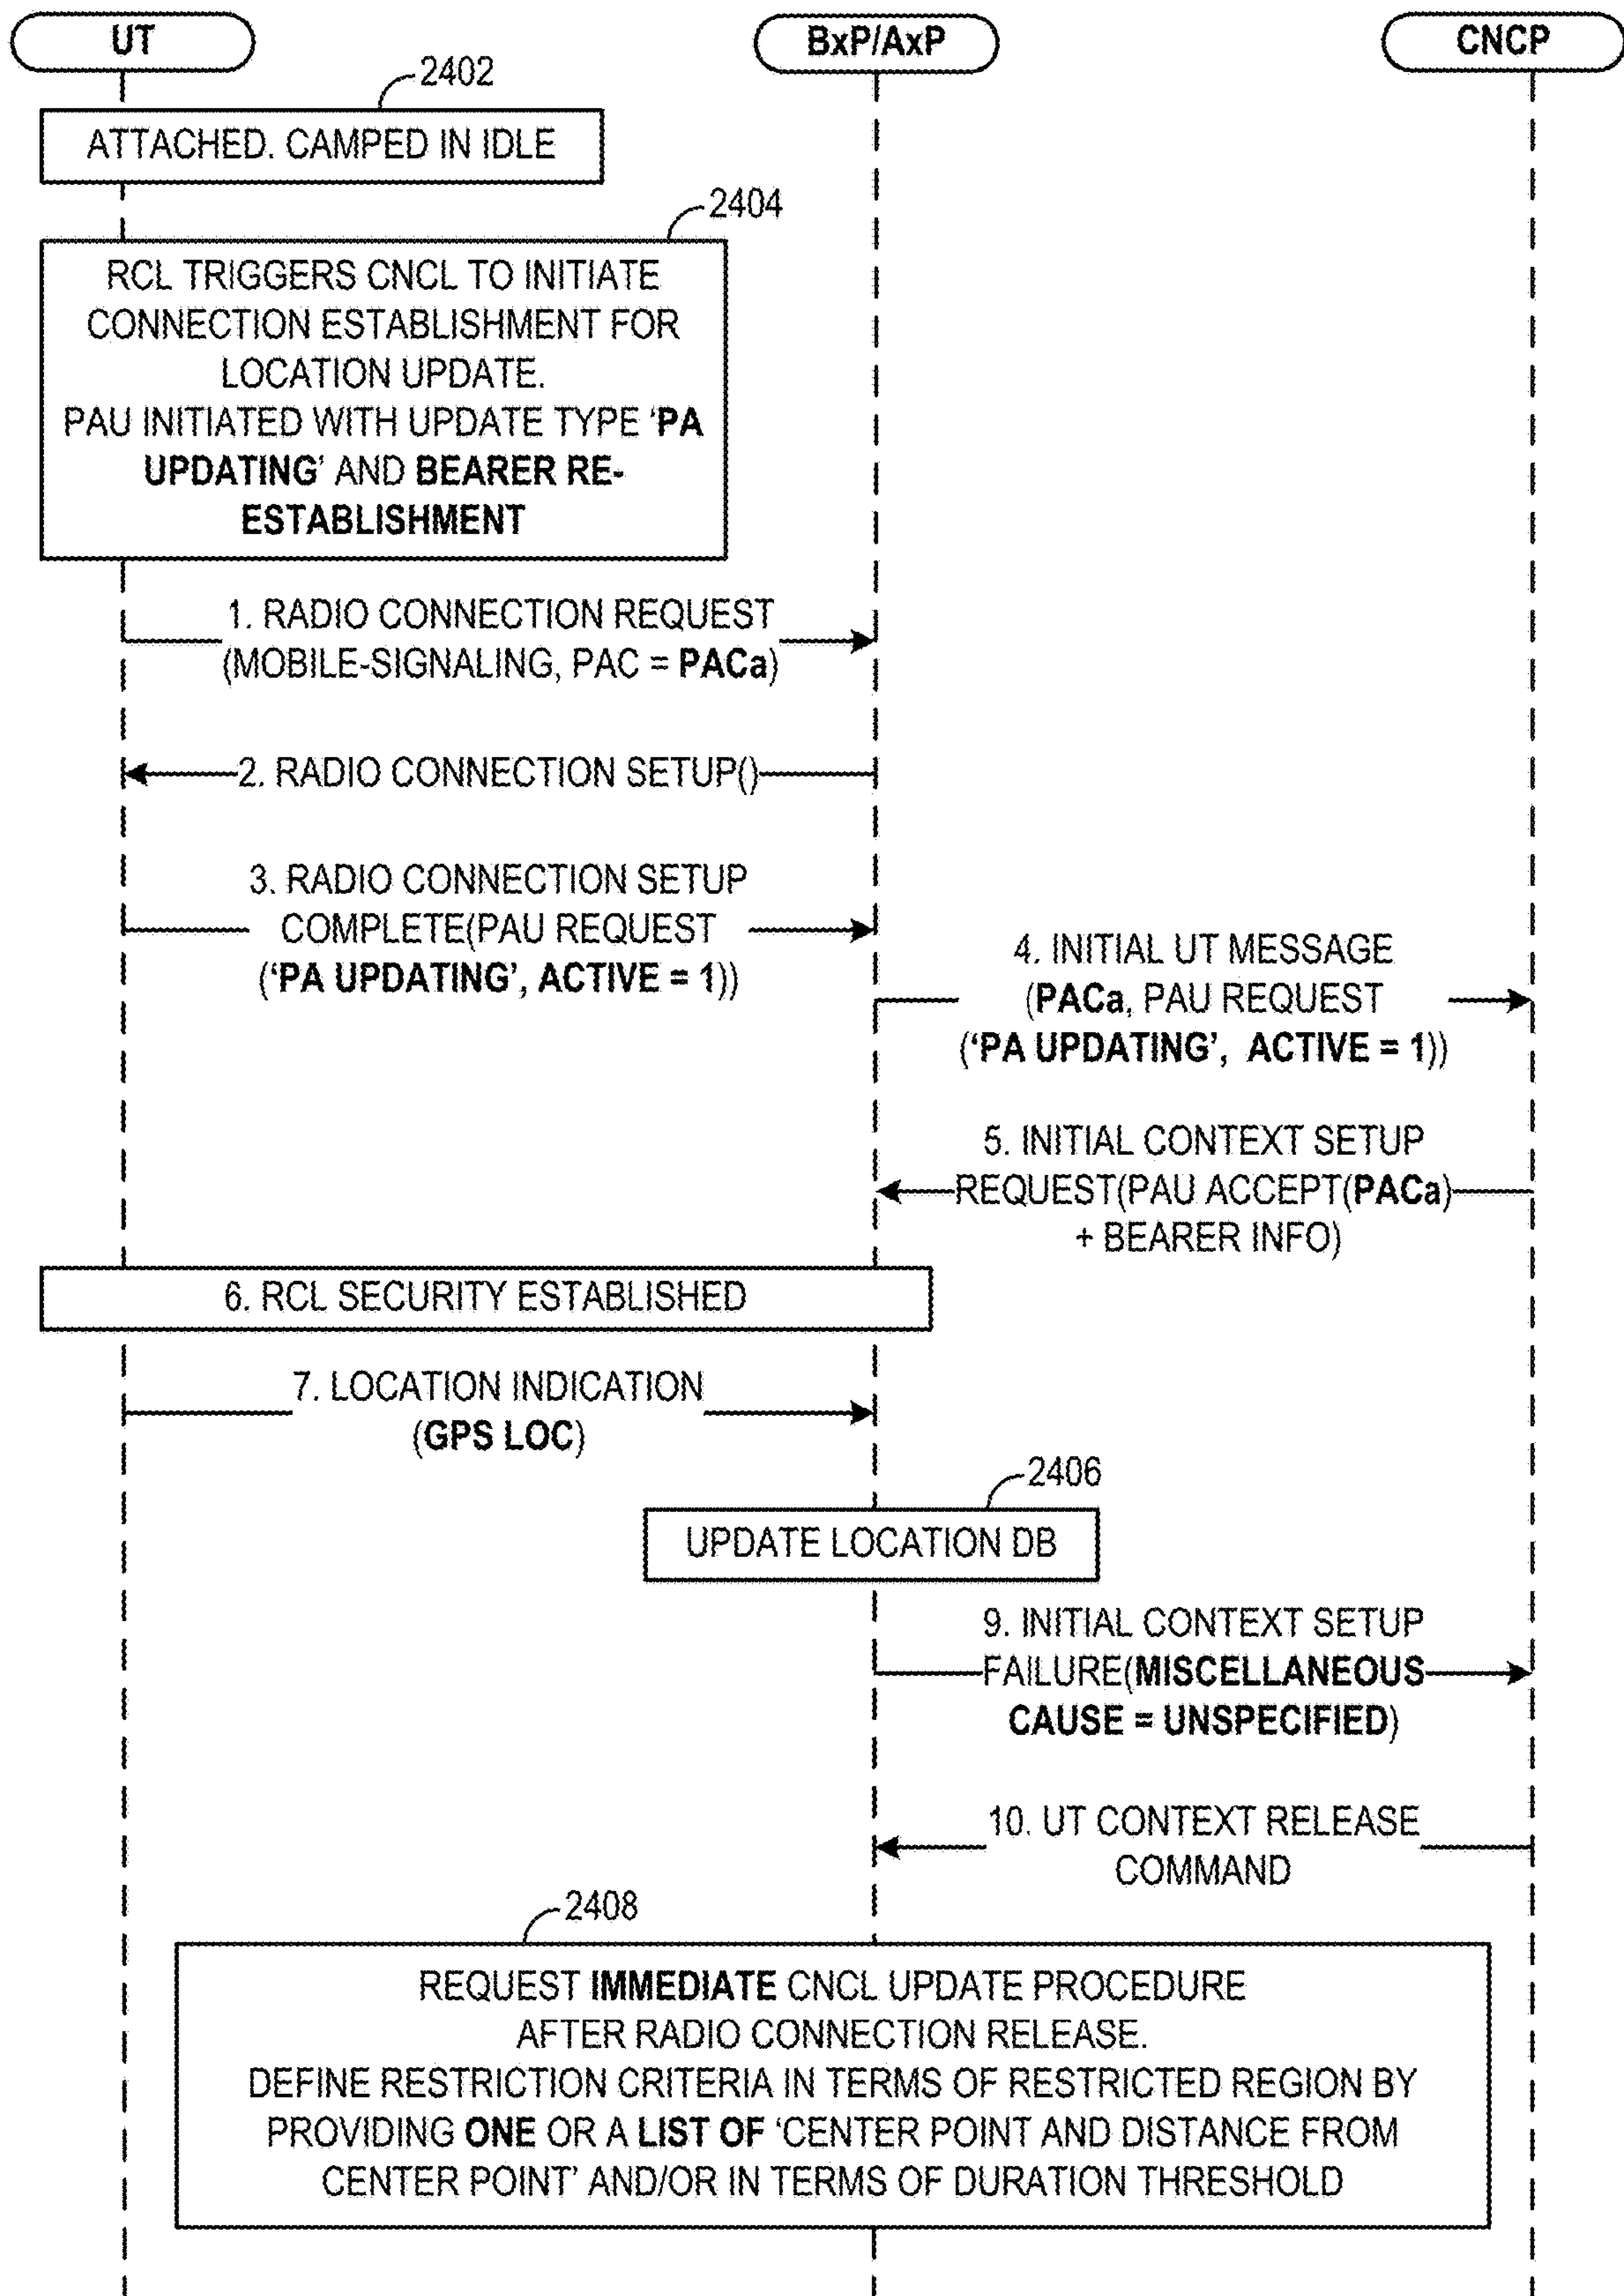 UT
BxP/AxP
CNCP
2402
ATTACHED. CAMPED IN IDLE
2404
RCL TRIGGERS CNCL TO INITIATE
CONNECTION ESTABLISHMENT FOR
LOCATION UPDATE.
PAU INITIATED WITH UPDATE TYPE ‘PA
UPDATING’ AND BEARER RE-
ESTABLISHMENT
1. RADIO CONNECTION REQUEST
(MOBILE-SIGNALING, PAC = PACa)
2. RADIO CONNECTION SETUP()
3. RADIO CONNECTION SETUP
COMPLETE(PAU REQUEST
(‘PA UPDATING’, ACTIVE = 1))
4. INITIAL UT MESSAGE
(PACa, PAU REQUEST
(‘PA UPDATING’, ACTIVE = 1))
5. INITIAL CONTEXT SETUP
REQUEST(PAU ACCEPT(PACa)
+ BEARER INFO)
6. RCL SECURITY ESTABLISHED
7. LOCATION INDICATION
(GPS LOC)
2406
UPDATE LOCATION DB
9. INITIAL CONTEXT SETUP
FAILURE(MISCELLANEOUS
CAUSE = UNSPECIFIED)
10. UT CONTEXT RELEASE
COMMAND
2408
REQUEST IMMEDIATE CNCL UPDATE PROCEDURE
AFTER RADIO CONNECTION RELEASE.
DEFINE RESTRICTION CRITERIA IN TERMS OF RESTRICTED REGION BY
PROVIDING ONE OR A LIST OF ‘CENTER POINT AND DISTANCE FROM
CENTER POINT’ AND/OR IN TERMS OF DURATION THRESHOLD